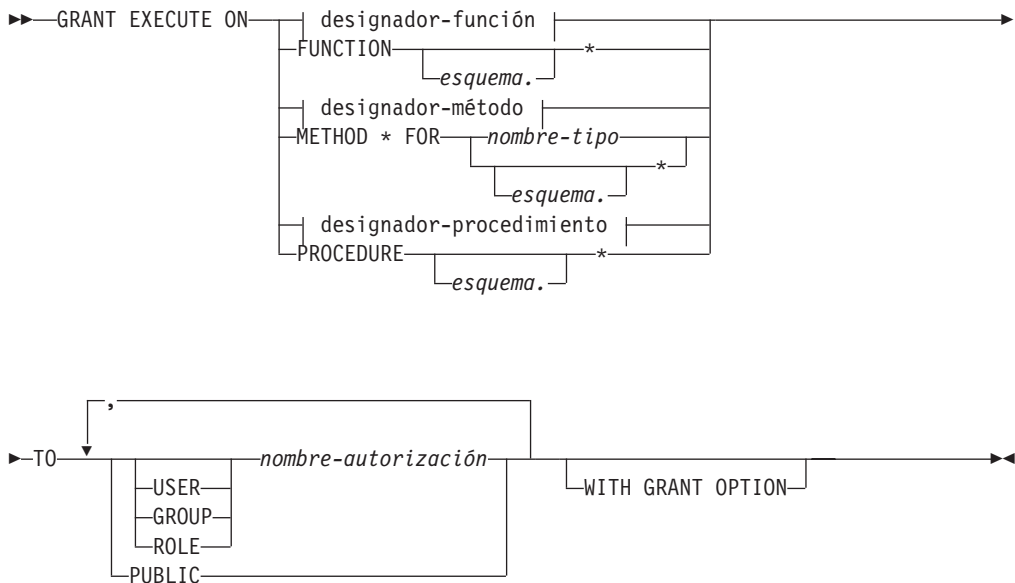 GRANT EXECUTE ON
designador-función
FUNCTION *
esquema.
designador-método
METHOD * FOR nombre-tipo
*
esquema.
designador-procedimiento
PROCEDURE *
esquema.
,
TO nombre-autorización
USER WITH GRANT OPTION
GROUP
ROLE
PUBLIC